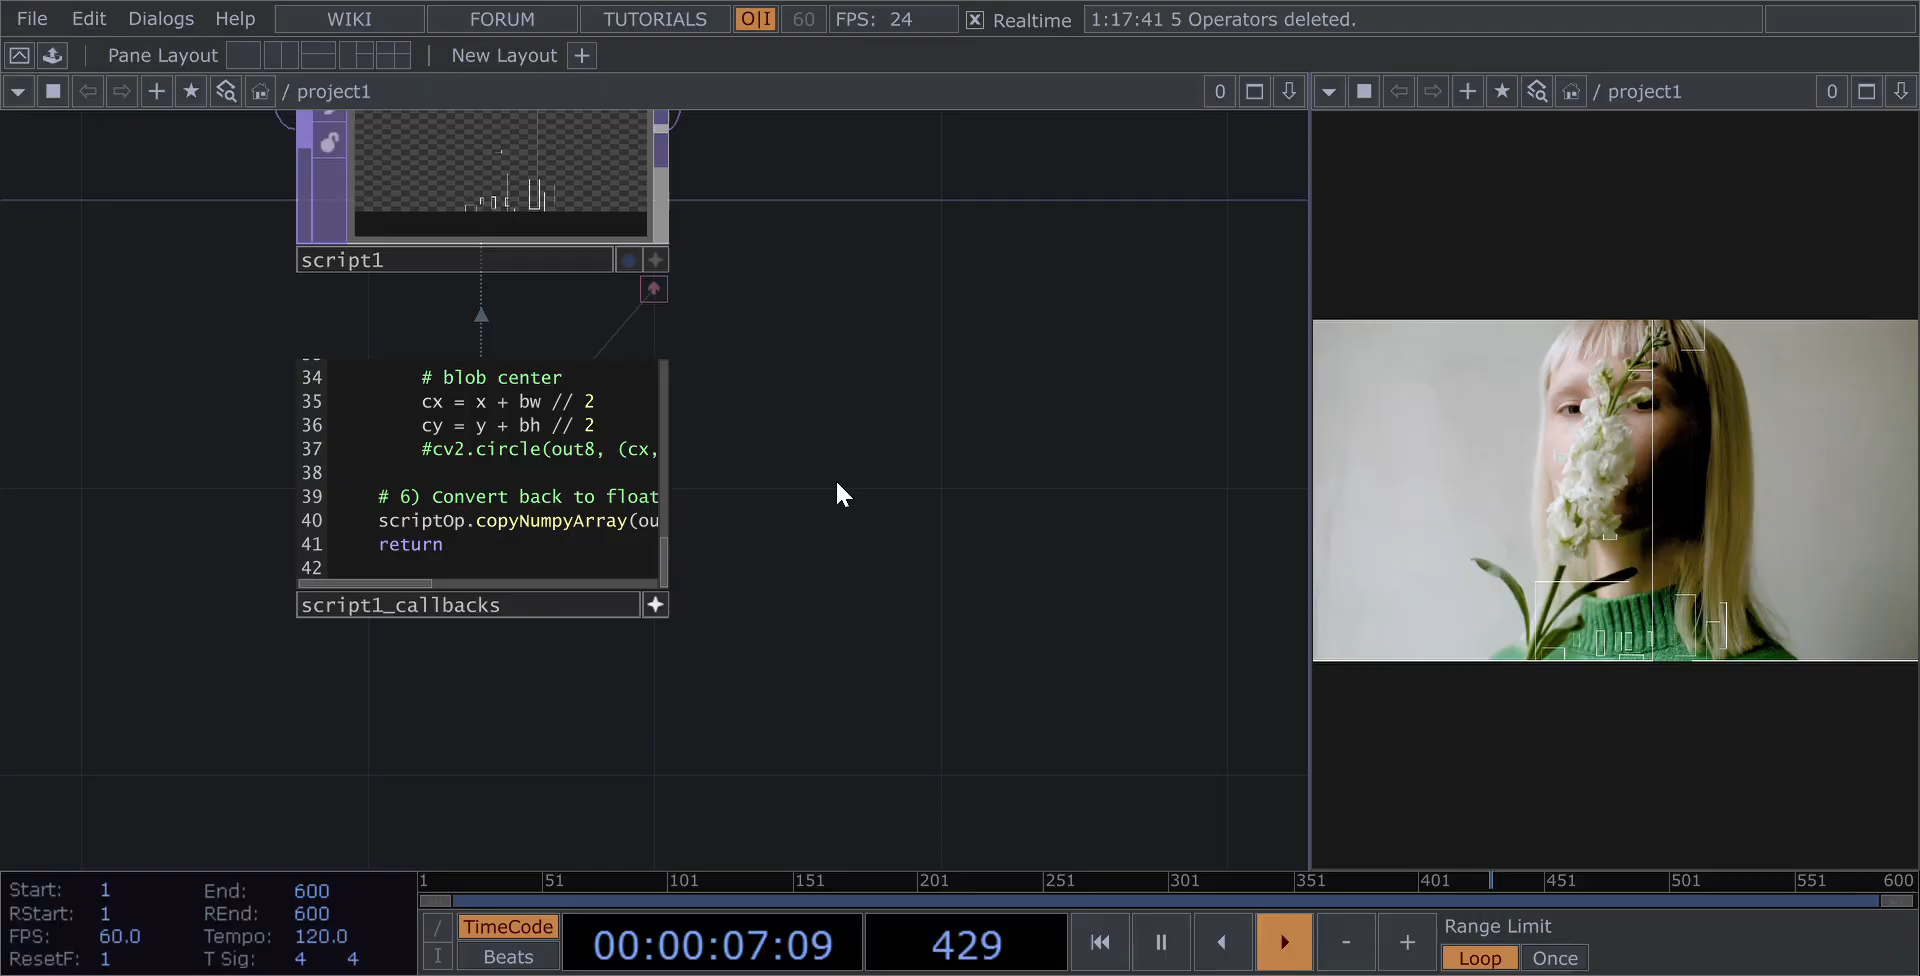 File Edit Dialogs Help WIKI FORUM TUTORIALS O|I 60 FPS: 24 Realtime 1:17:41 5 Operators deleted.
Pane Layout New Layout +
/ project1 0 / project1 0
script1
34 # blob center
35 cx = x + bw // 2
36 cy = y + bh // 2
37 #cv2.circle(out8, (cx,
38
39 # 6) Convert back to float
40 scriptOp.copyNumpyArray(ou
41 return
42
script1_callbacks
1 51 101 151 201 251 301 351 401 451 501 551 600
Start: 1 End: 600
RStart: 1 REnd: 600
FPS: 60.0 Tempo: 120.0
ResetF: 1 T Sig: 4 4
/ TimeCode
I Beats
00:00:07:09 429 - +
Range Limit
Loop Once